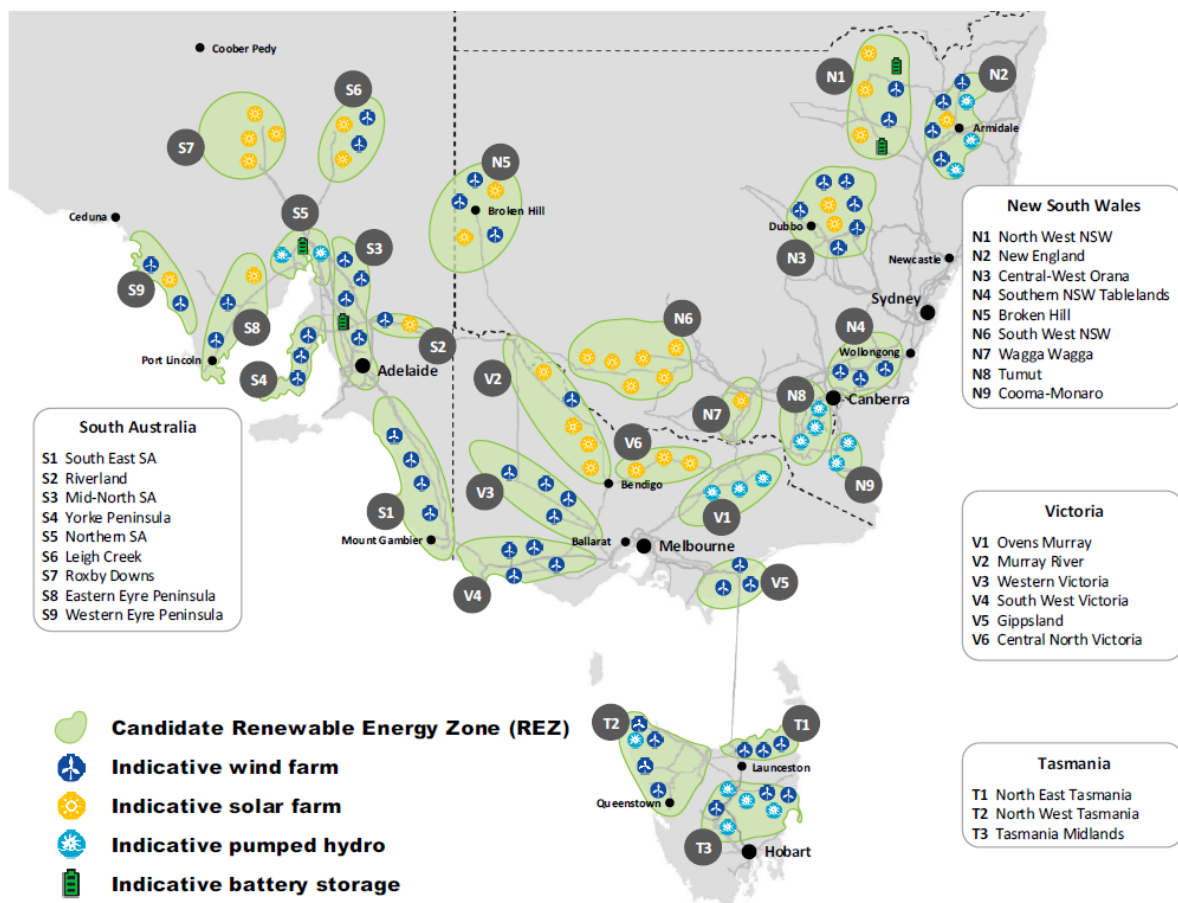 Coober Pedy
S6
N1
N2
Armidale
S7
N5
Ceduna
S5
Broken Hill
S3
Dubbo
N3
Newcastle
S9
S8
S2
N6
Sydney
N4
Wollongong
Port Lincoln
S4
Adelaide
V2
N7
N8
Canberra
V6
N9
Bendigo
V3
S1
V1
Mount Gambier
Ballarat
Melbourne
V4
V5
New South Wales
N1 North West NSW
N2 New England
N3 Central-West Orana
N4 Southern NSW Tablelands
N5 Broken Hill
N6 South West NSW
N7 Wagga Wagga
N8 Tumut
N9 Cooma-Monaro
South Australia
S1 South East SA
S2 Riverland
S3 Mid-North SA
S4 Yorke Peninsula
S5 Northern SA
S6 Leigh Creek
S7 Roxby Downs
S8 Eastern Eyre Peninsula
S9 Western Eyre Peninsula
Victoria
V1 Ovens Murray
V2 Murray River
V3 Western Victoria
V4 South West Victoria
V5 Gippsland
V6 Central North Victoria
Candidate Renewable Energy Zone (REZ)
Indicative wind farm
Indicative solar farm
Indicative pumped hydro
Indicative battery storage
T2
T1
Launceston
Queenstown
T3
Hobart
Tasmania
T1 North East Tasmania
T2 North West Tasmania
T3 Tasmania Midlands